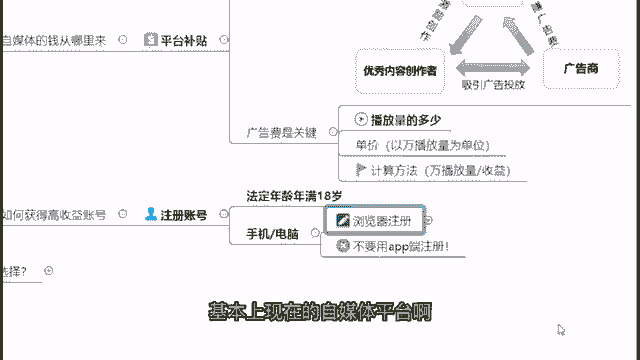 自媒体的钱从哪里来
平台补贴
优秀内容创作者
广告商
吸引广告投放
广告费是关键
播放量的多少
单价（以万播放量为单位）
计算方法（万播放量/收益）
如何获得高收益账号
注册账号
法定年龄年满18岁
手机/电脑
浏览器注册
不要用app端注册！
选择？
基本上现在的自媒体平台啊